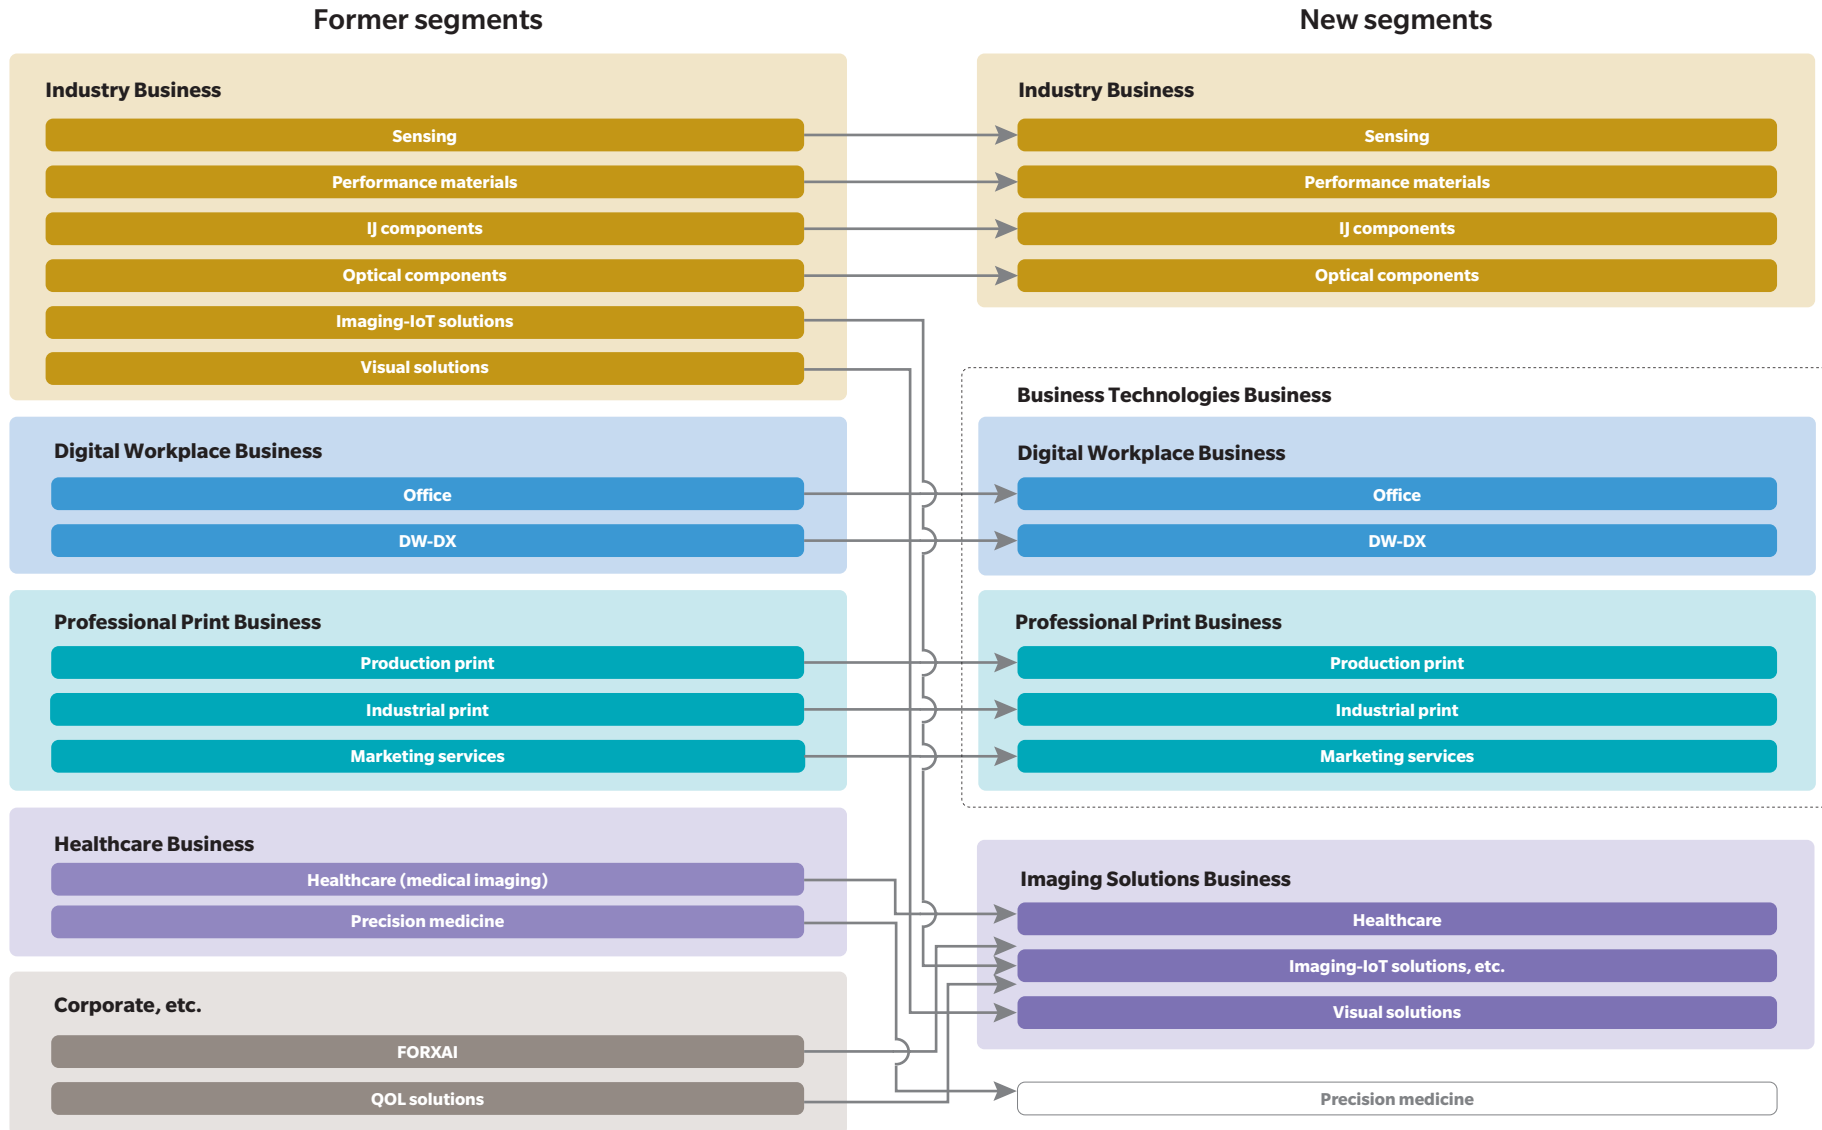 Former segments
Industry Business
Sensing
Performance materials
IJ components
Optical components
Imaging-IoT solutions
Visual solutions
Digital Workplace Business
Office
DW-DX
Professional Print Business
Production print
Industrial print
Marketing services
Healthcare Business
Healthcare (medical imaging)
Precision medicine
Corporate, etc.
FORXAI
QOL solutions
New segments
Industry Business
Sensing
Performance materials
IJ components
Optical components
Business Technologies Business
Digital Workplace Business
Office
DW-DX
Professional Print Business
Production print
Industrial print
Marketing services
Imaging Solutions Business
Healthcare
Imaging-IoT solutions, etc.
Visual solutions
Precision medicine